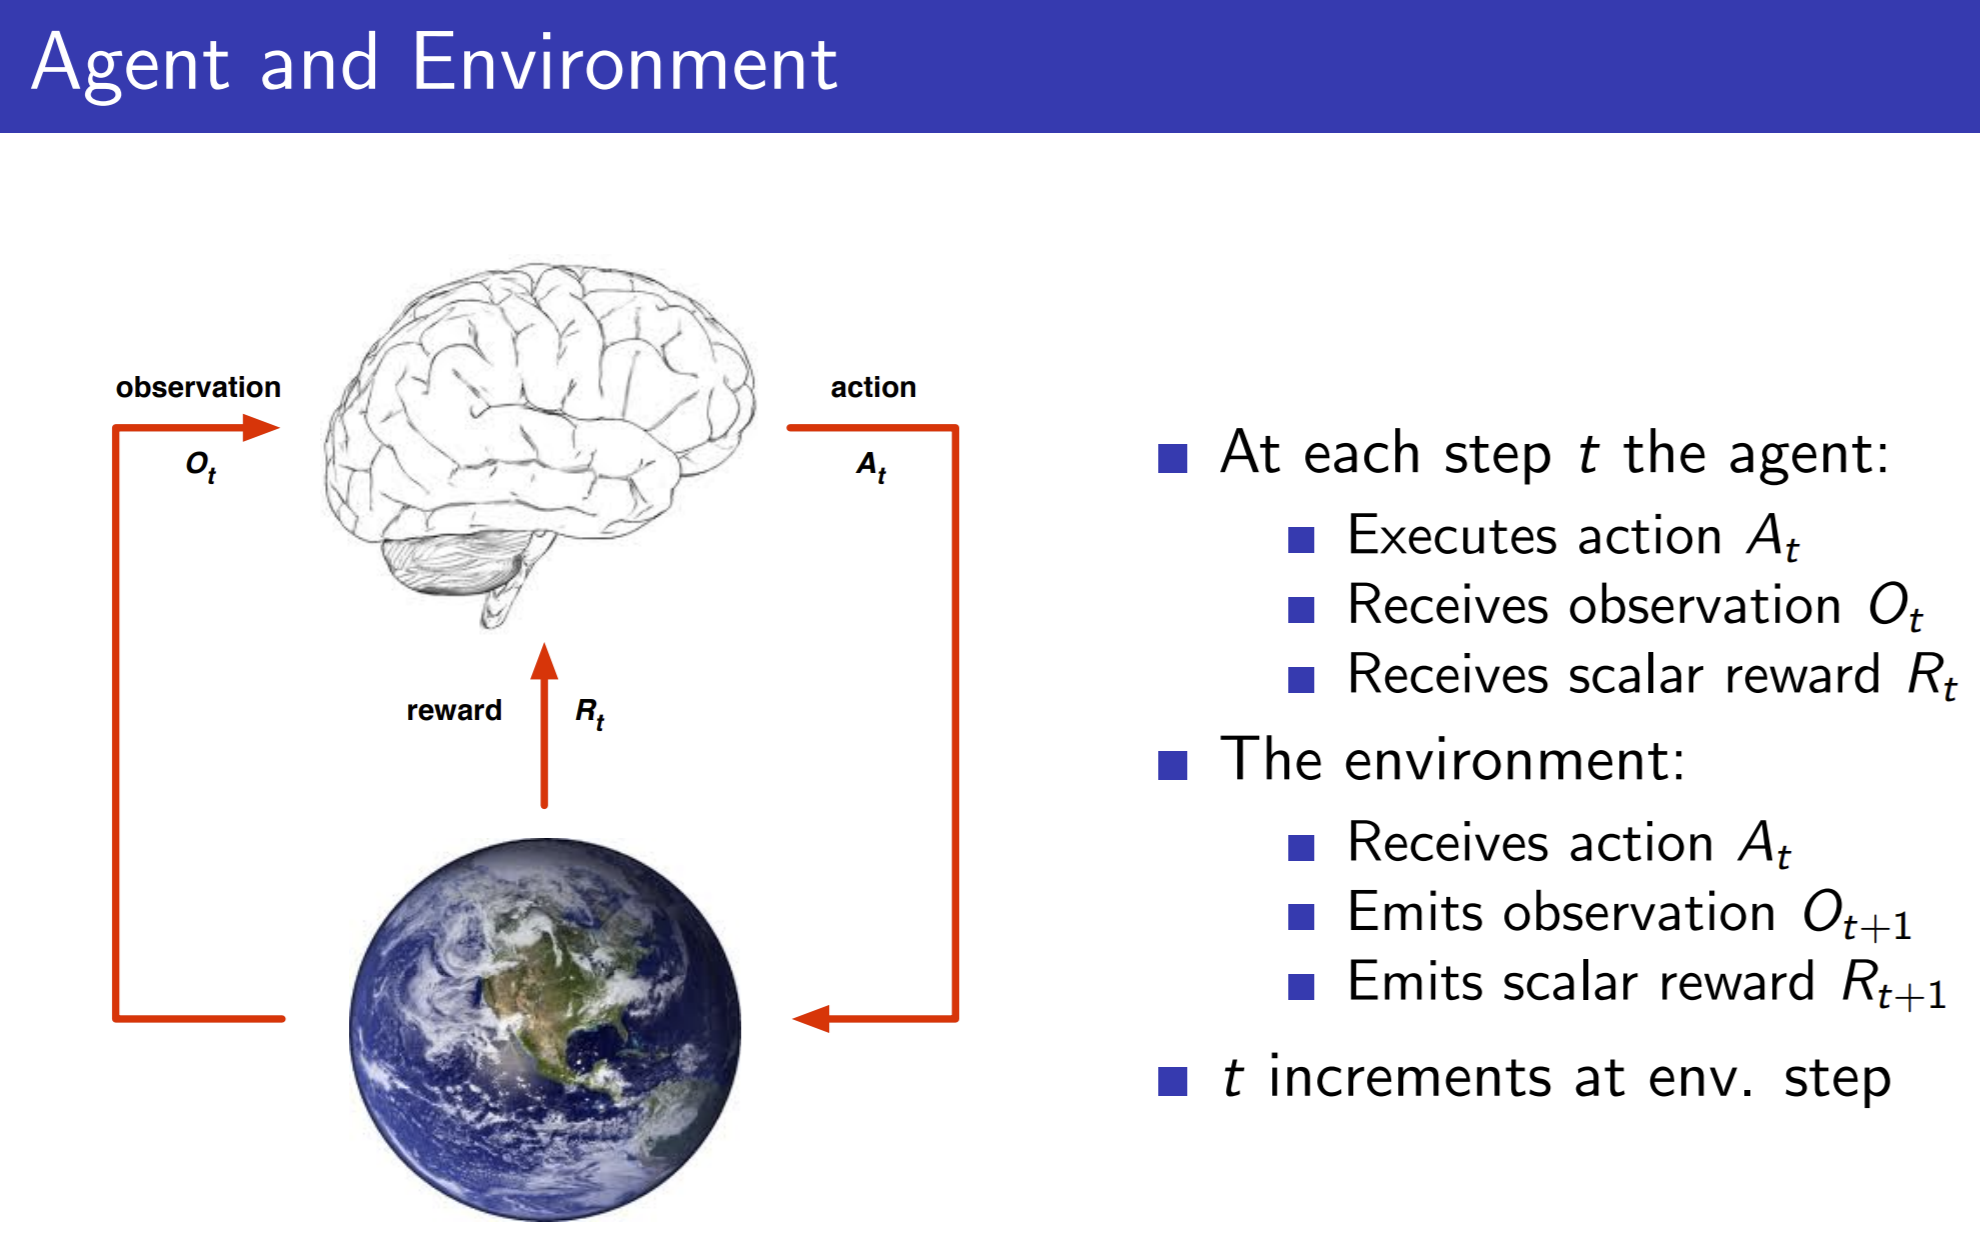 Agent and Environment
observation
O_t
action
A_t
reward R_t
At each step t the agent:
Executes action A_t
Receives observation O_t
Receives scalar reward R_t
The environment:
Receives action A_t
Emits observation O_{t+1}
Emits scalar reward R_{t+1}
t increments at env. step